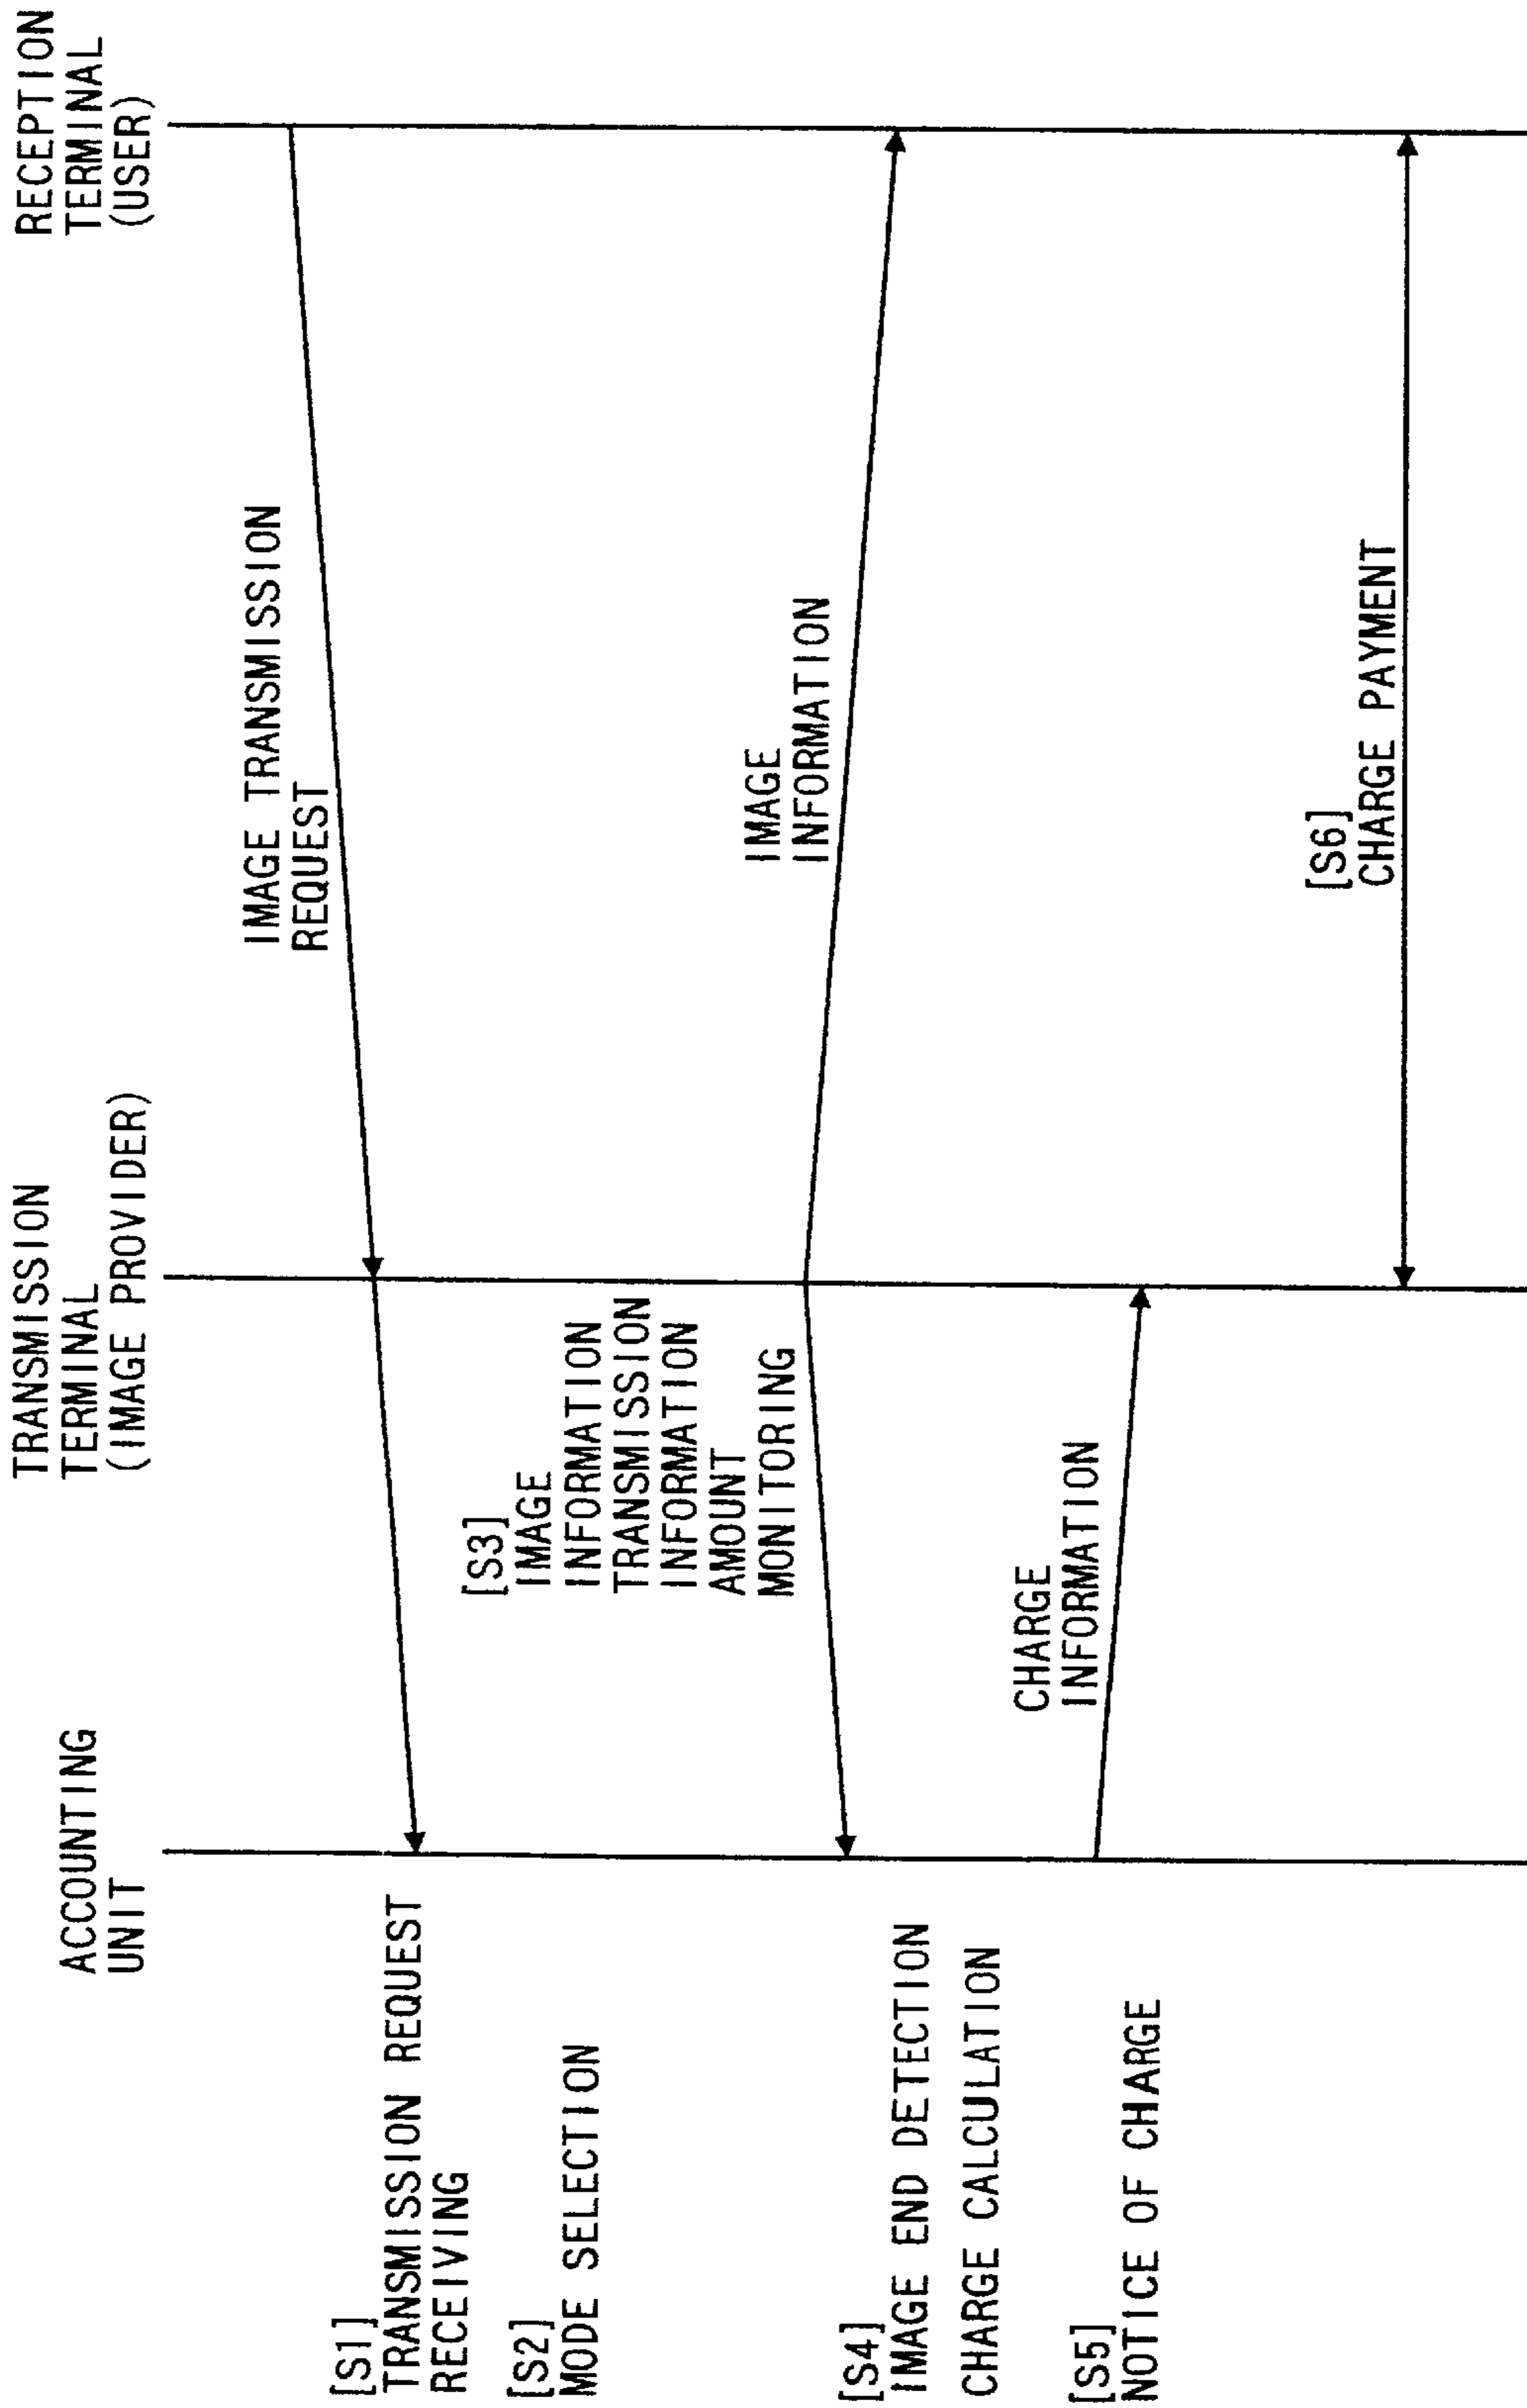 ACCOUNTING
UNIT
TRANSMISSION
TERMINAL
(IMAGE PROVIDER)
RECEPTION
TERMINAL
(USER)
IMAGE TRANSMISSION
REQUEST
[S1]
TRANSMISSION REQUEST
RECEIVING
[S2]
MODE SELECTION
[S3]
IMAGE
INFORMATION
TRANSMISSION
INFORMATION
AMOUNT
MONITORING
IMAGE
INFORMATION
[S4]
IMAGE END DETECTION
CHARGE CALCULATION
CHARGE
INFORMATION
[S5]
NOTICE OF CHARGE
[S6]
CHARGE PAYMENT